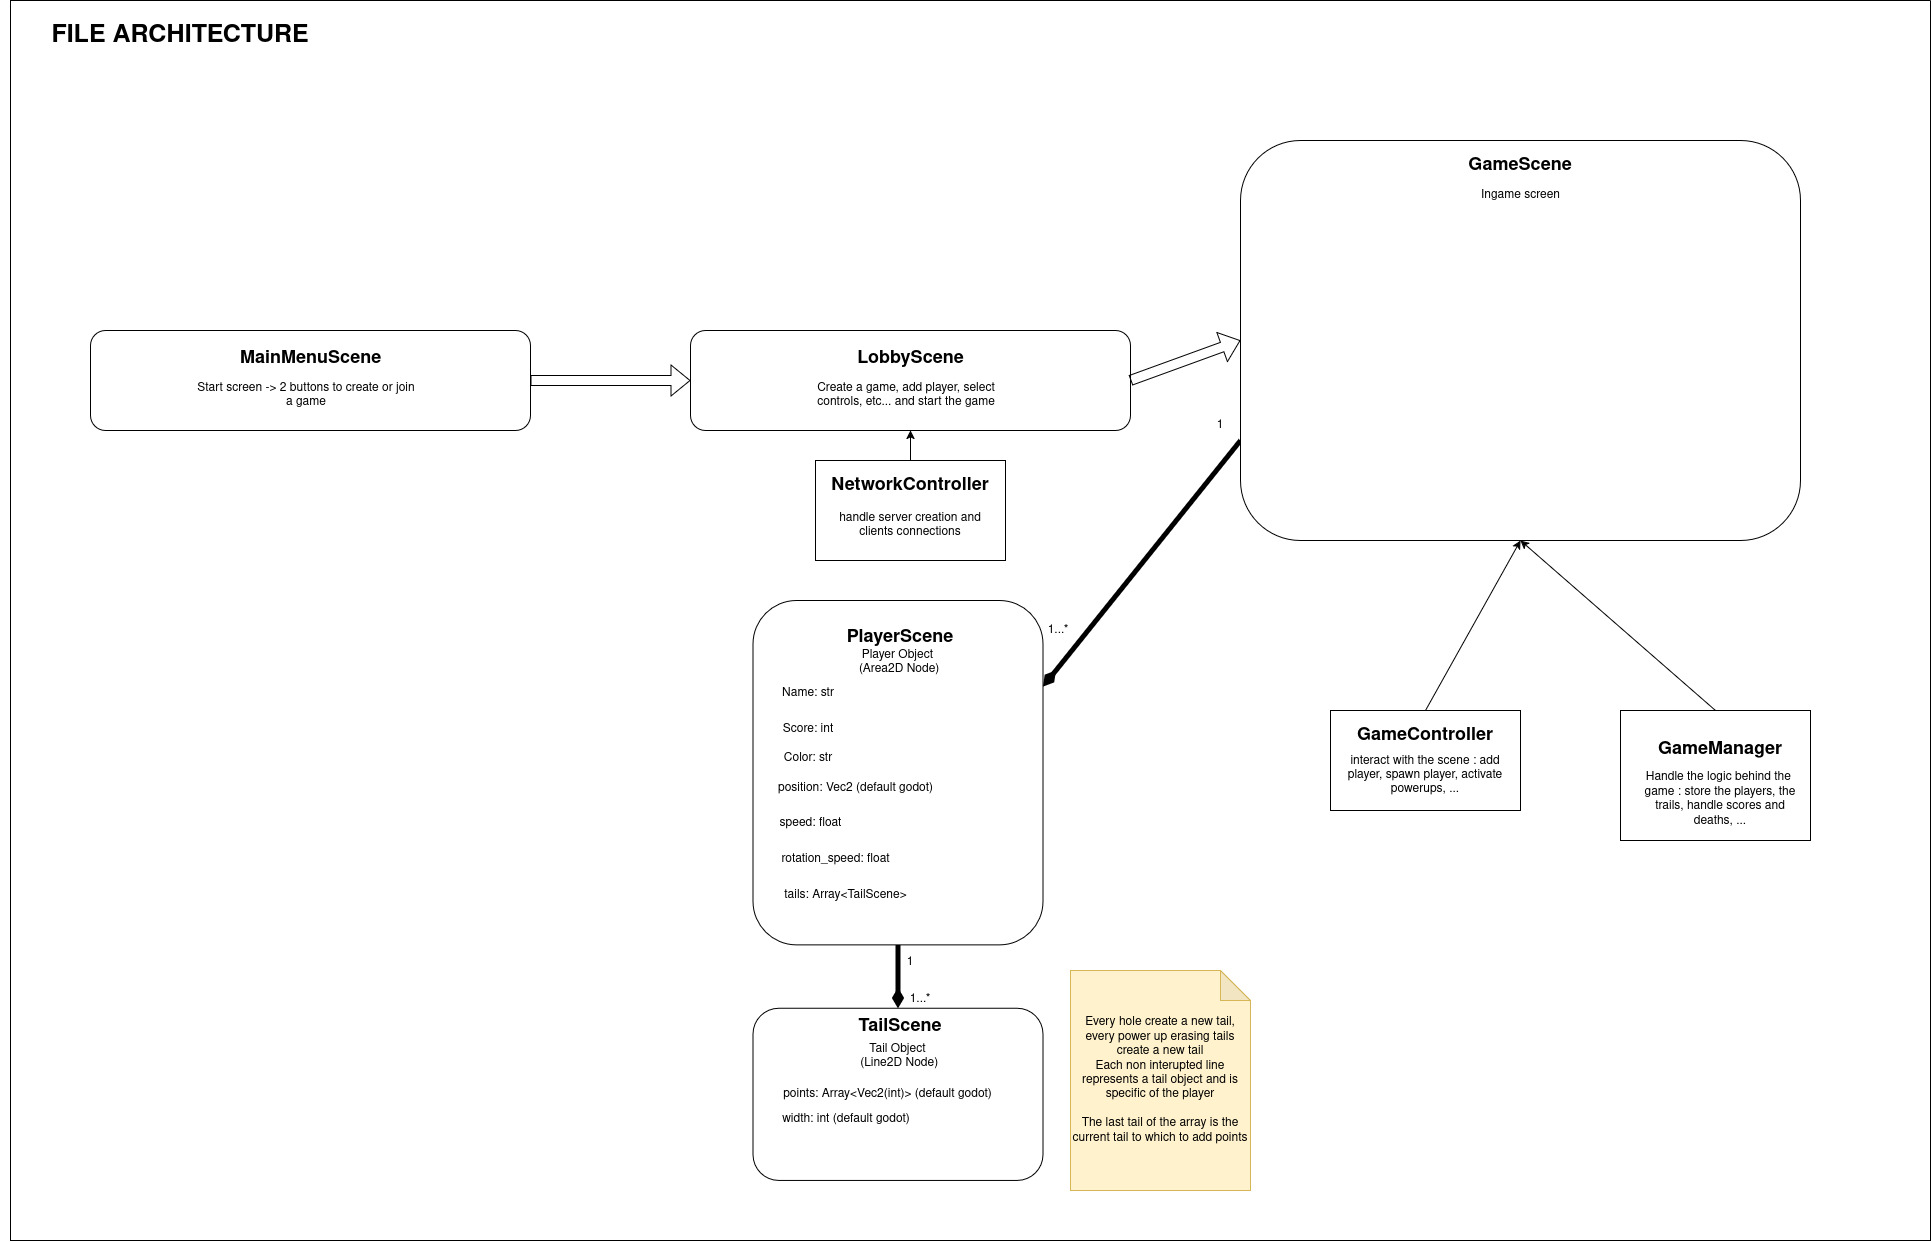 FILE ARCHITECTURE
GameScene
Ingame screen
MainMenuScene
Start screen -> 2 buttons to create or join
a game
LobbyScene
Create a game, add player, select
controls, etc... and start the game
1
NetworkController
handle server creation and
clients connections
1...*
PlayerScene
Player Object
(Area2D Node)
Name: str
Score: int
Color: str
position: Vec2 (default godot)
speed: float
rotation_speed: float
tails: Array<TailScene>
GameController
interact with the scene : add
player, spawn player, activate
powerups, ...
GameManager
Handle the logic behind the
game : store the players, the
trails, handle scores and
deaths, ...
1
1...*
TailScene
Tail Object
(Line2D Node)
points: Array<Vec2(int)> (default godot)
width: int (default godot)
Every hole create a new tail,
every power up erasing tails
create a new tail
Each non interupted line
represents a tail object and is
specific of the player
The last tail of the array is the
current tail to which to add points